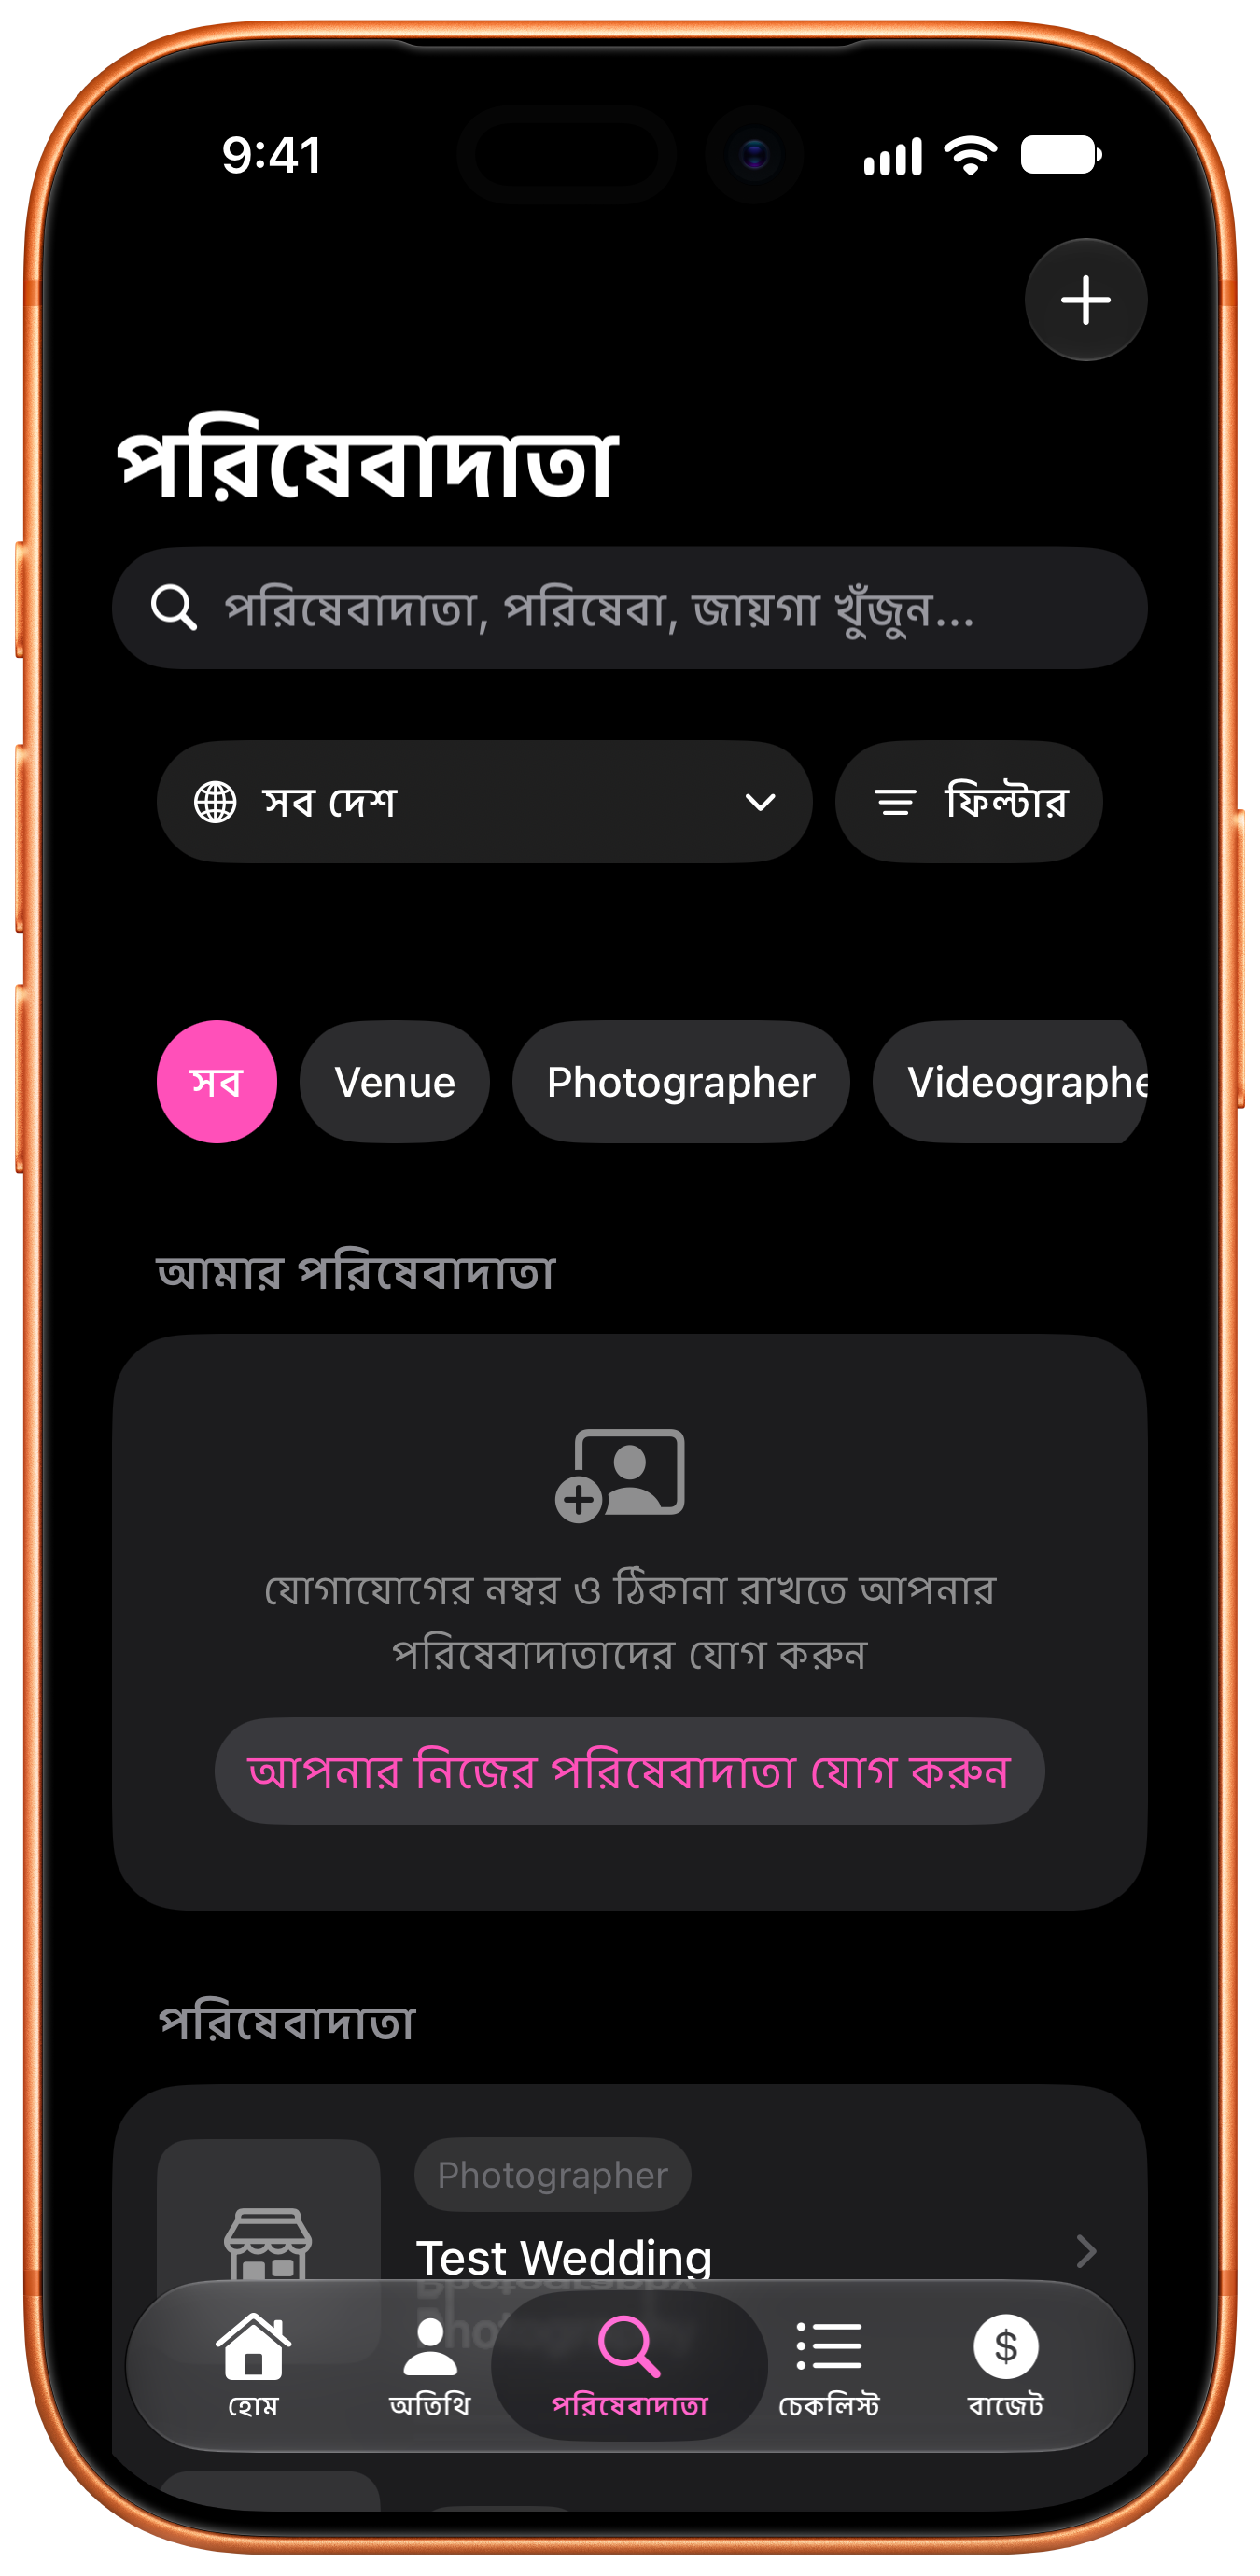 9:41
পরিষেবাদাতা
পরিষেবাদাতা, পরিষেবা, জায়গা খুঁজুন...
সব দেশ
ফিল্টার
সব
Venue
Photographer
Videographe
আমার পরিষেবাদাতা
যোগাযোগের নম্বর ও ঠিকানা রাখতে আপনার
পরিষেবাদাতাদের যোগ করুন
আপনার নিজের পরিষেবাদাতা যোগ করুন
পরিষেবাদাতা
Photographer
Test Wedding
হোম
অতিথি
পরিষেবাদাতা
চেকলিস্ট
বাজেট